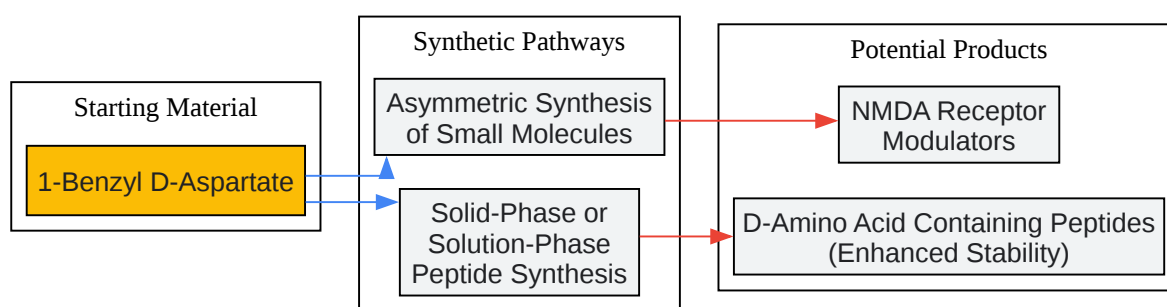 Starting Material
1-Benzyl D-Aspartate
Synthetic Pathways
Asymmetric Synthesis
of Small Molecules
Solid-Phase or
Solution-Phase
Peptide Synthesis
Potential Products
NMDA Receptor
Modulators
D-Amino Acid Containing Peptides
(Enhanced Stability)